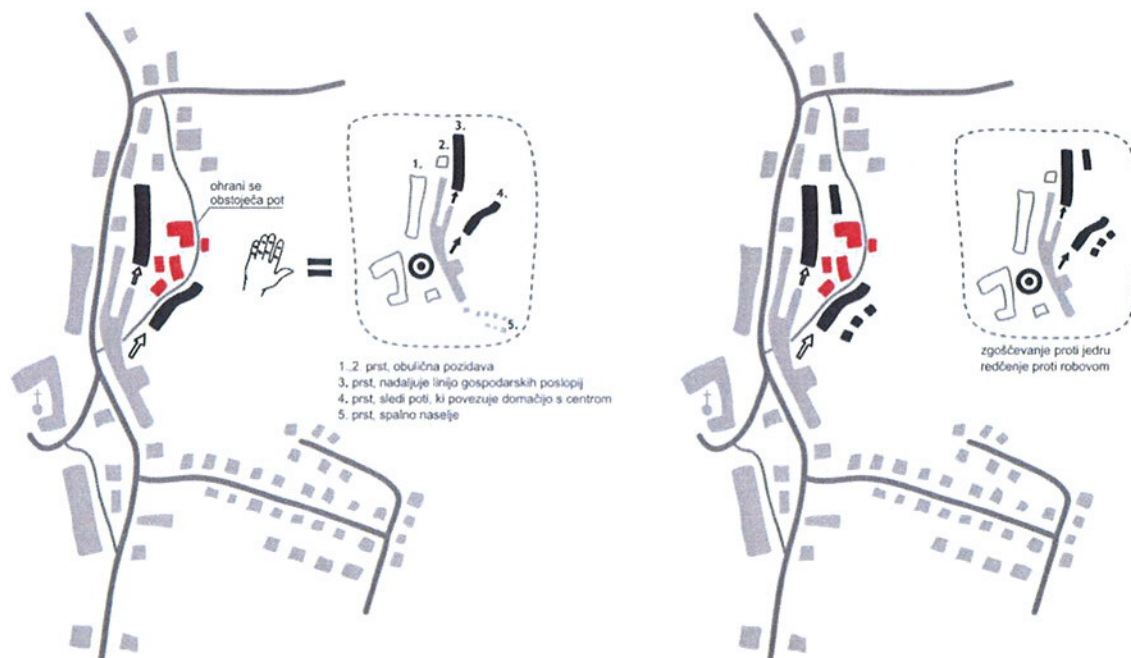 ohrani se
obstoječa pot
1.
2.
3.
4.
5.
1., 2. prst, obulična pozidava
3. prst, nadaljuje linijo gospodarskih poslopij
4. prst, sledi poti, ki povezuje domačijo s centrom
5. prst, spalno naselje
zgoščevanje proti jedru
redčenje proti robovom